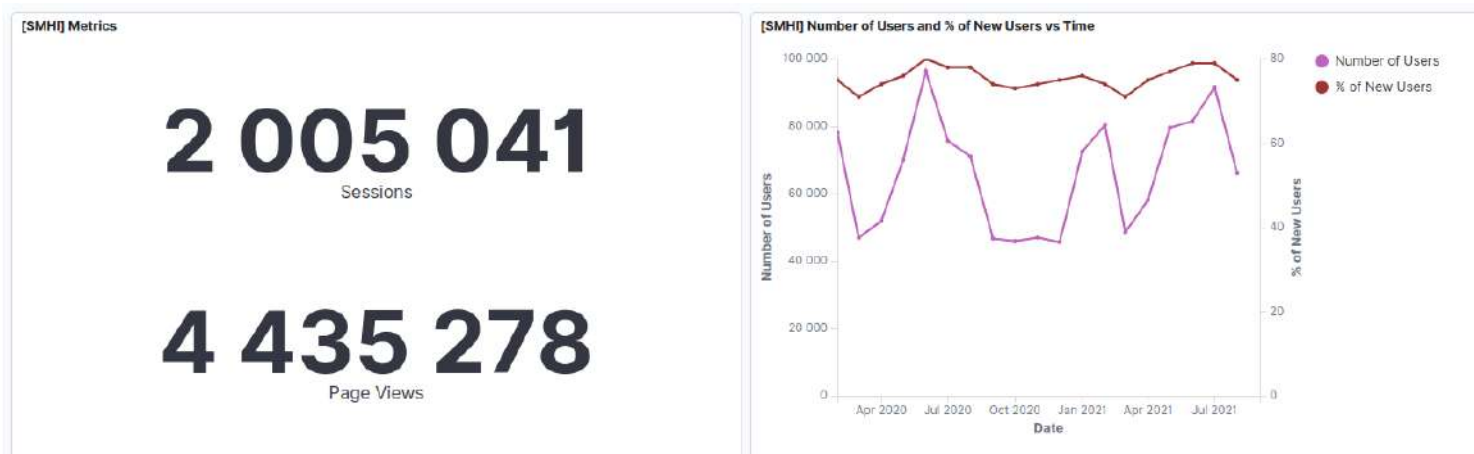 [SMHI] Metrics
2 005 041
Sessions
4 435 278
Page Views
[SMHI] Number of Users and % of New Users vs Time
100 000
80 000
60 000
40 000
20 000
0
Number of Users
80
60
40
20
0
% of New Users
Apr 2020 Jul 2020 Oct 2020 Jan 2021 Apr 2021 Jul 2021
Date
Number of Users
% of New Users